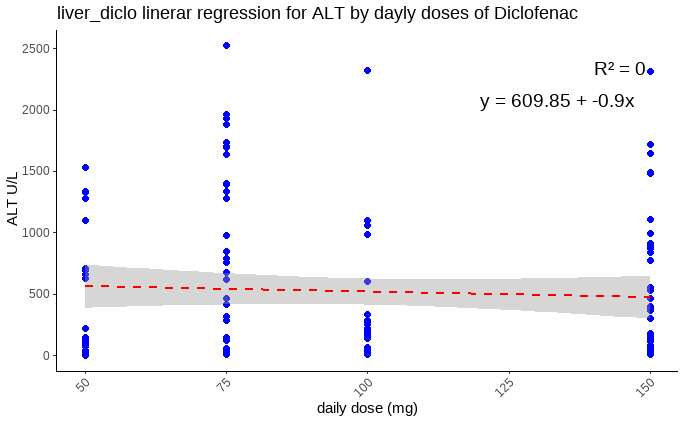 liver_diclo linerar regression for ALT by dayly doses of Diclofenac
2500
R² = 0
y = 609.85 + -0.9x
2000
1500
ALT U/L
1000
500
0
50
75
100
125
150
daily dose (mg)